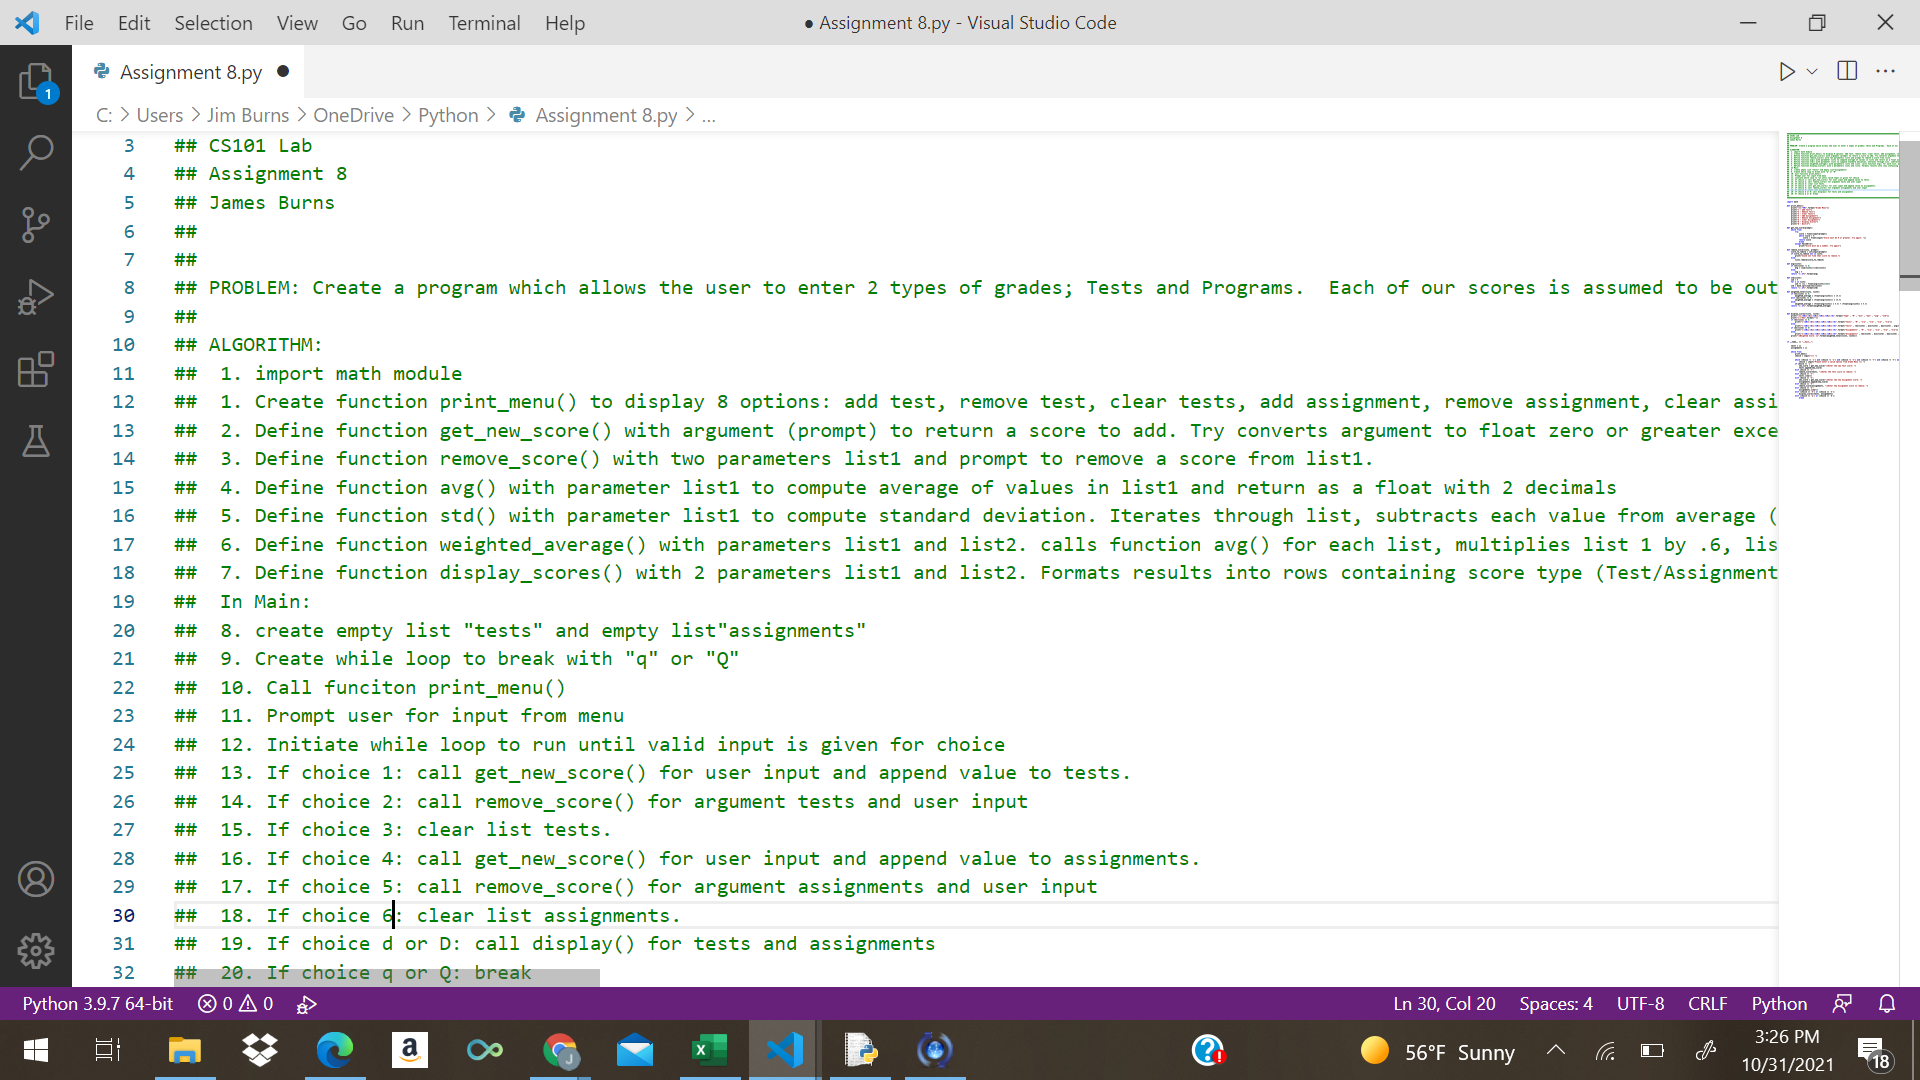 File Edit Selection View Go Run Terminal Help ● Assignment 8.py - Visual Studio Code
Assignment 8.py ●
1
C: > Users > Jim Burns > OneDrive > Python > Assignment 8.py > ...
3 ## CS101 Lab
4 ## Assignment 8
5 ## James Burns
6 ##
7 ##
8 ## PROBLEM: Create a program which allows the user to enter 2 types of grades; Tests and Programs.  Each of our scores is assumed to be out
9 ##
10 ## ALGORITHM:
11 ##  1. import math module
12 ##  1. Create function print_menu() to display 8 options: add test, remove test, clear tests, add assignment, remove assignment, clear assi
13 ##  2. Define function get_new_score() with argument (prompt) to return a score to add. Try converts argument to float zero or greater exce
14 ##  3. Define function remove_score() with two parameters list1 and prompt to remove a score from list1.
15 ##  4. Define function avg() with parameter list1 to compute average of values in list1 and return as a float with 2 decimals
16 ##  5. Define function std() with parameter list1 to compute standard deviation. Iterates through list, subtracts each value from average (
17 ##  6. Define function weighted_average() with parameters list1 and list2. calls function avg() for each list, multiplies list 1 by .6, lis
18 ##  7. Define function display_scores() with 2 parameters list1 and list2. Formats results into rows containing score type (Test/Assignment
19 ##  In Main:
20 ##  8. create empty list "tests" and empty list"assignments"
21 ##  9. Create while loop to break with "q" or "Q"
22 ##  10. Call funciton print_menu()
23 ##  11. Prompt user for input from menu
24 ##  12. Initiate while loop to run until valid input is given for choice
25 ##  13. If choice 1: call get_new_score() for user input and append value to tests.
26 ##  14. If choice 2: call remove_score() for argument tests and user input
27 ##  15. If choice 3: clear list tests.
28 ##  16. If choice 4: call get_new_score() for user input and append value to assignments.
29 ##  17. If choice 5: call remove_score() for argument assignments and user input
30 ##  18. If choice 6: clear list assignments.
31 ##  19. If choice d or D: call display() for tests and assignments
32 ##  20. If choice q or Q: break
Python 3.9.7 64-bit 0 0 Ln 30, Col 20 Spaces: 4 UTF-8 CRLF Python
a J 56°F Sunny 3:26 PM
10/31/2021 18